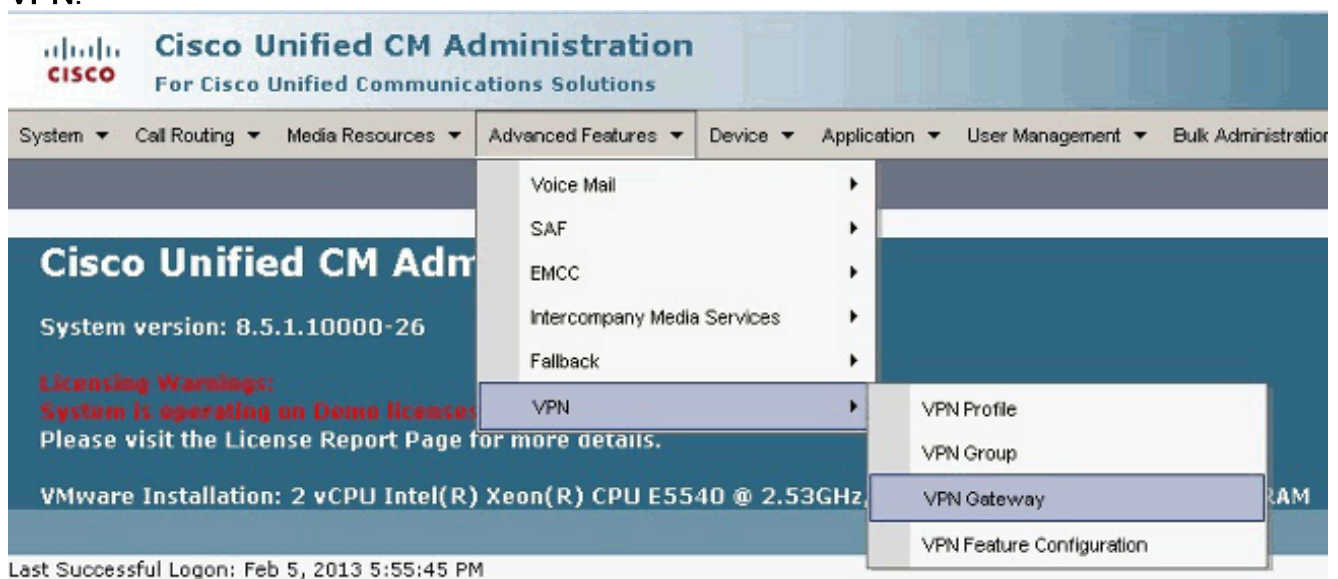 VPN.
cisco
Cisco Unified CM Administration
For Cisco Unified Communications Solutions
System Call Routing Media Resources Advanced Features Device Application User Management Bulk Administration
Voice Mail
SAF
EMCC
Intercompany Media Services
Fallback
VPN
VPN Profile
VPN Group
VPN Gateway
VPN Feature Configuration
Cisco Unified CM Adm
System version: 8.5.1.10000-26
Licensing Warnings:
System is operating on Demo licenses
Please visit the License Report Page for more details.
VMware Installation: 2 vCPU Intel(R) Xeon(R) CPU E5540 @ 2.53GHz, RAM
Last Successful Logon: Feb 5, 2013 5:55:45 PM